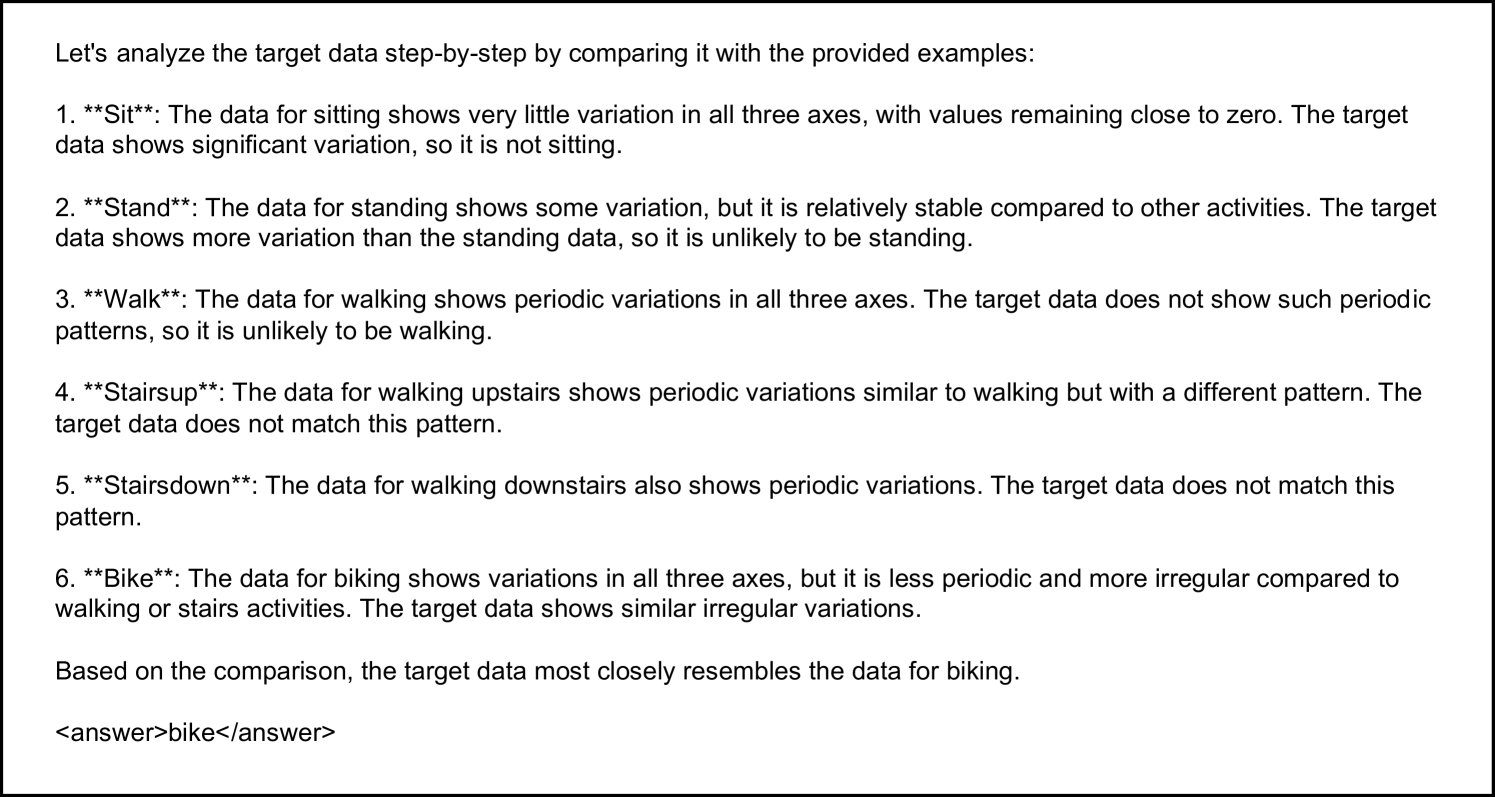 Let's analyze the target data step-by-step by comparing it with the provided examples:
1. **Sit**: The data for sitting shows very little variation in all three axes, with values remaining close to zero. The target
data shows significant variation, so it is not sitting.
2. **Stand**: The data for standing shows some variation, but it is relatively stable compared to other activities. The target
data shows more variation than the standing data, so it is unlikely to be standing.
3. **Walk**: The data for walking shows periodic variations in all three axes. The target data does not show such periodic
patterns, so it is unlikely to be walking.
4. **Stairsup**: The data for walking upstairs shows periodic variations similar to walking but with a different pattern. The
target data does not match this pattern.
5. **Stairsdown**: The data for walking downstairs also shows periodic variations. The target data does not match this
pattern.
6. **Bike**: The data for biking shows variations in all three axes, but it is less periodic and more irregular compared to
walking or stairs activities. The target data shows similar irregular variations.
Based on the comparison, the target data most closely resembles the data for biking.
<answer>bike</answer>